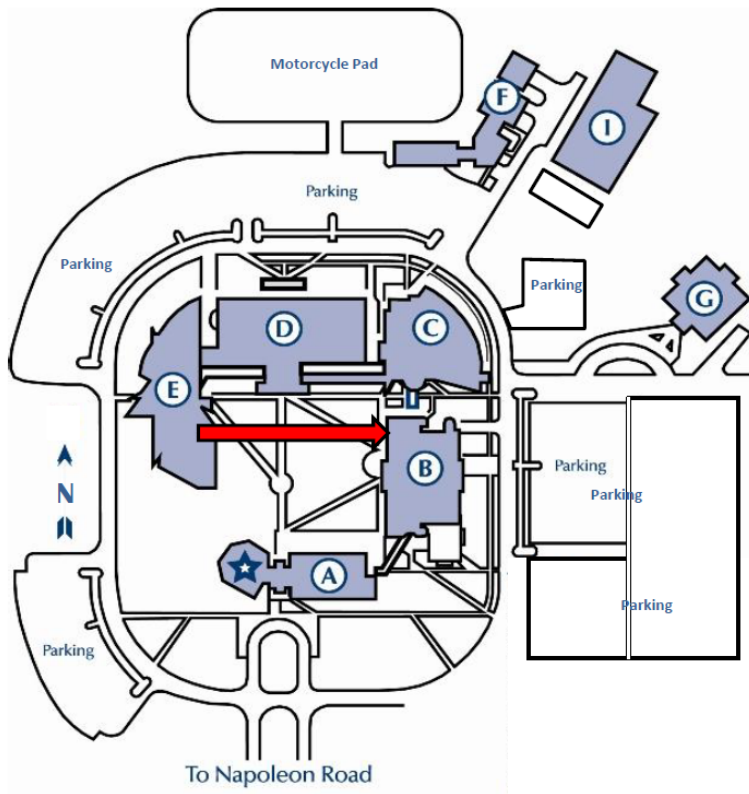 Motorcycle Pad
F
I
Parking
Parking
Parking
G
D
C
E
B
N
Parking
Parking
A
Parking
Parking
To Napoleon Road